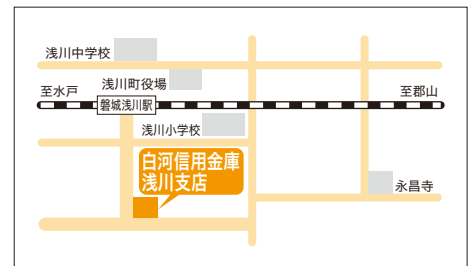 浅川中学校
浅川町役場
至水戸
至郡山
磐城浅川駅
浅川小学校
白河信用金庫
浅川支店
永昌寺